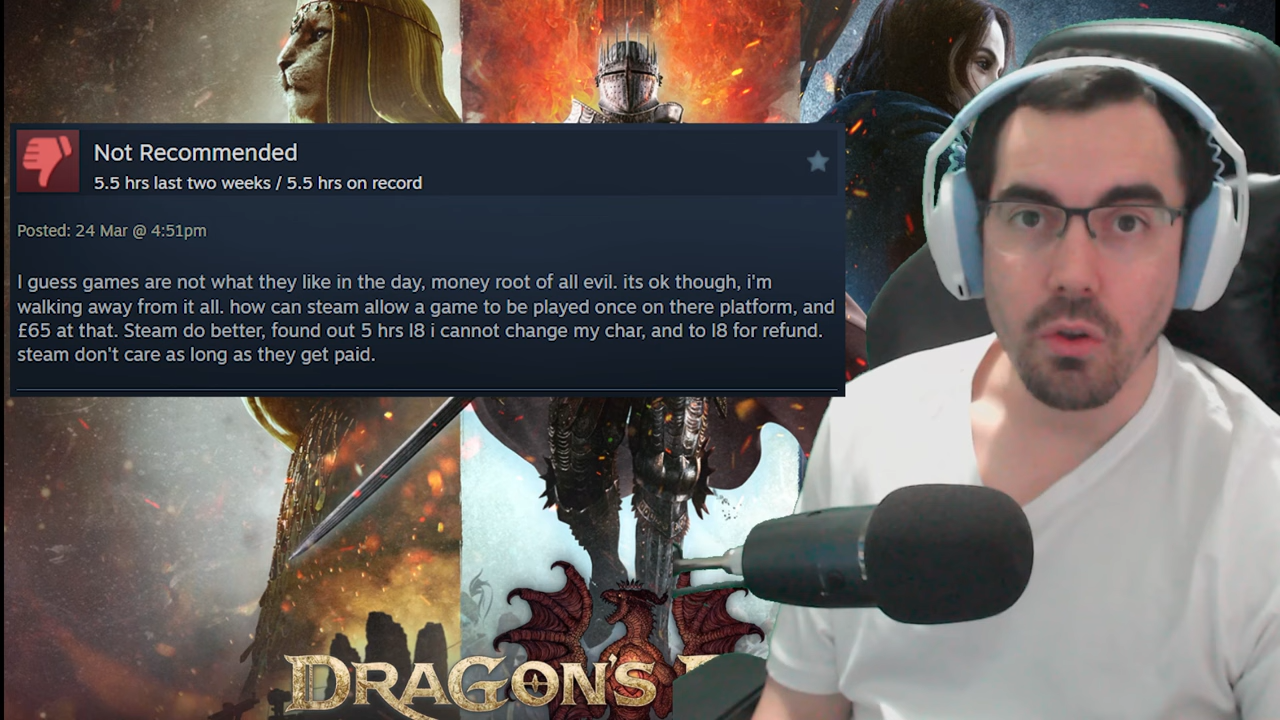 Not Recommended
5.5 hrs last two weeks / 5.5 hrs on record
Posted: 24 Mar @ 4:51pm
I guess games are not what they like in the day, money root of all evil. its ok though, i'm
walking away from it all. how can steam allow a game to be played once on there platform, and
£65 at that. Steam do better, found out 5 hrs l8 i cannot change my char, and to l8 for refund.
steam don't care as long as they get paid.
DRAGON'S